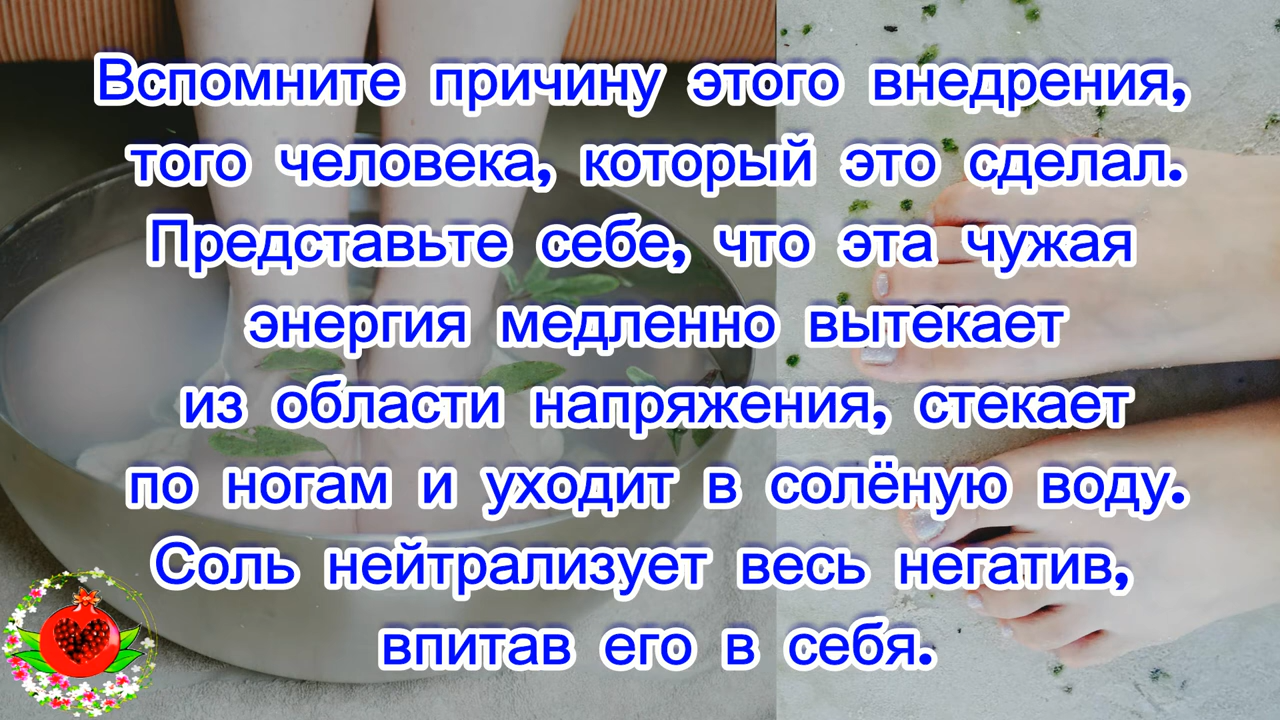 Вспомните причину этого внедрения,
того человека, который это сделал.
Представьте себе, что эта чужая
энергия медленно вытекает
из области напряжения, стекает
по ногам и уходит в солёную воду.
Соль нейтрализует весь негатив,
впитав его в себя.